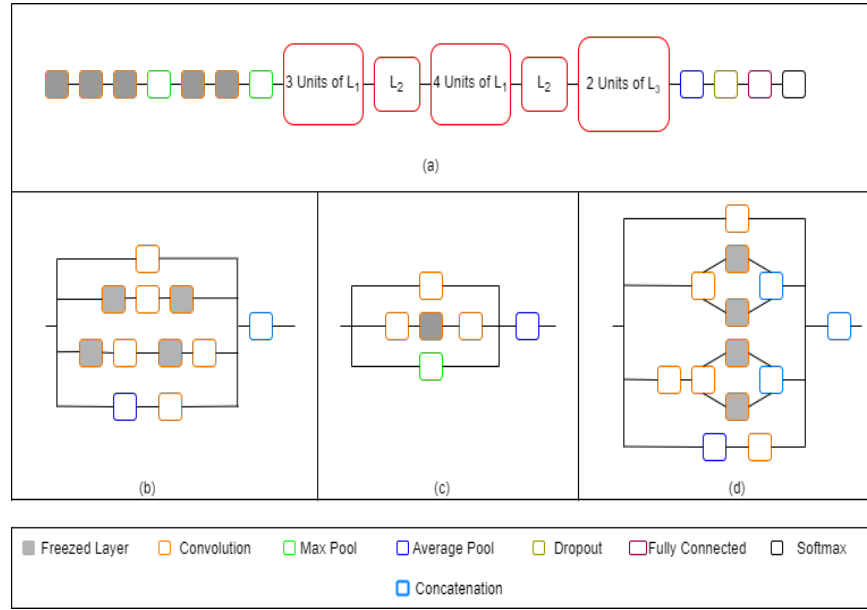 3 Units of L1
L2
4 Units of L1
L2
2 Units of L3
(a)
(b)
(c)
(d)
Freezed Layer
Convolution
Max Pool
Average Pool
Dropout
Fully Connected
Softmax
Concatenation